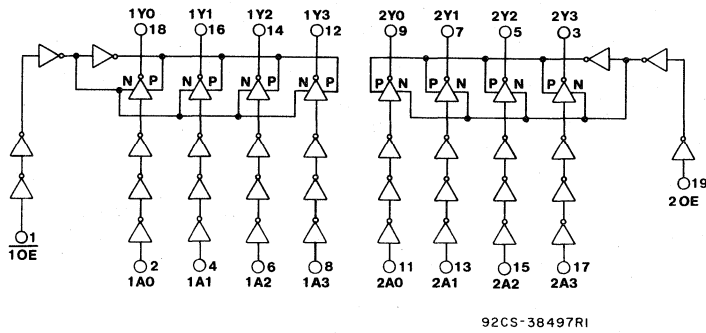 1Y0 1Y1 1Y2 1Y3 2Y0 2Y1 2Y2 2Y3
18 16 14 12 9 7 5 3
N P N P N P N P P N P N P N P N
1 19
1OE 2OE
2 4 6 8 11 13 15 17
1A0 1A1 1A2 1A3 2A0 2A1 2A2 2A3
92CS-38497R1